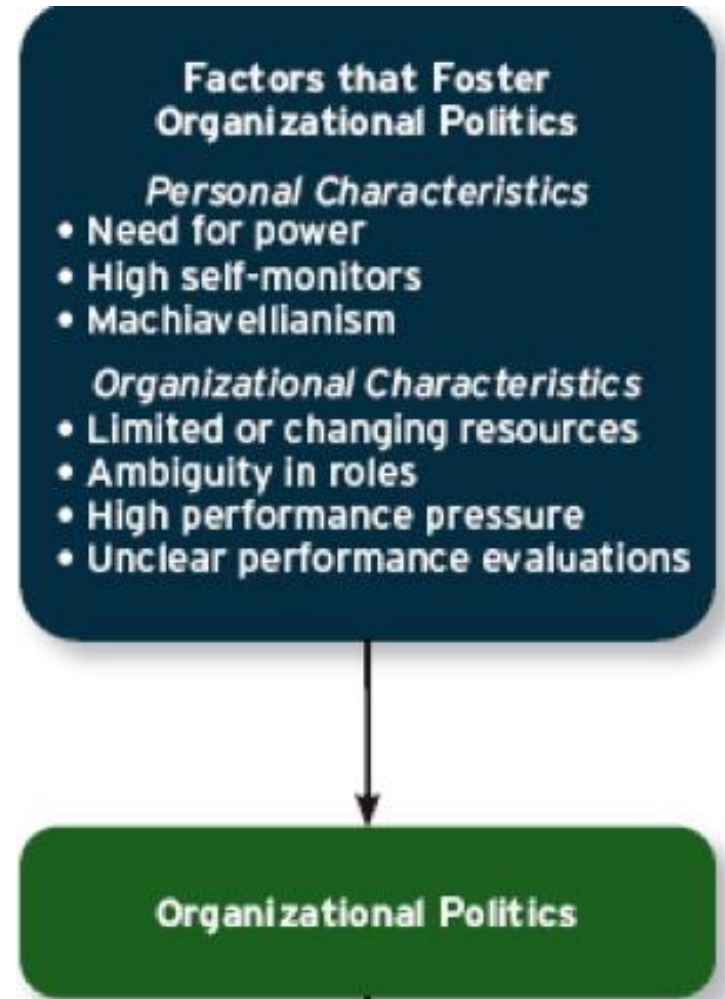 Factors that Foster
Organizational Politics
Personal Characteristics
• Need for power
• High self-monitors
• Machiavellianism
Organizational Characteristics
• Limited or changing resources
• Ambiguity in roles
• High performance pressure
• Unclear performance evaluations
Organizational Politics